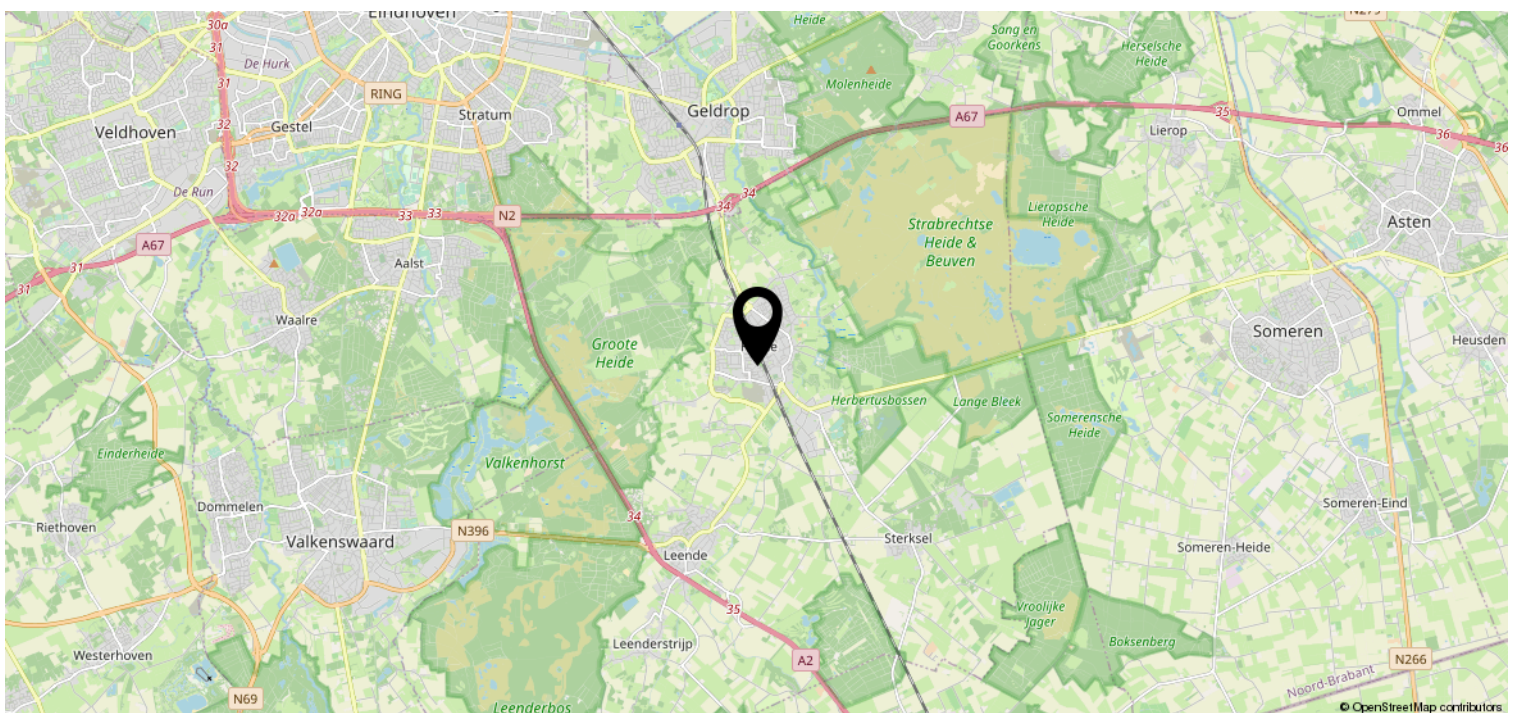 Eindhoven
Heide
30a
31
De Hurk
Sang en
Goorkens
Herselsche
Heide
31
RING
Molenheide
Geldrop
Stratum
A67
35
Ommel
32
Gestel
Veldhoven
Lierop
36
36
32
De Run
34
34
32a
32a
33
33
N2
Lieropsche
Heide
Asten
Strabrechtse
Heide &
Beuven
A67
31
31
Aalst
Waalre
Someren
Heusden
Groote
Heide
Herbertusbossen
Lange Bleek
Somerensche
Heide
Einderheide
Valkenhorst
Dommelen
Someren-Eind
34
Riethoven
N396
Valkenswaard
Sterksel
Someren-Heide
Leende
35
Vroolijke
Jager
Boksenberg
Leenderstrijp
Westerhoven
A2
N266
Noord-Brabant
N69
Leenderbos
© OpenStreetMap contributors